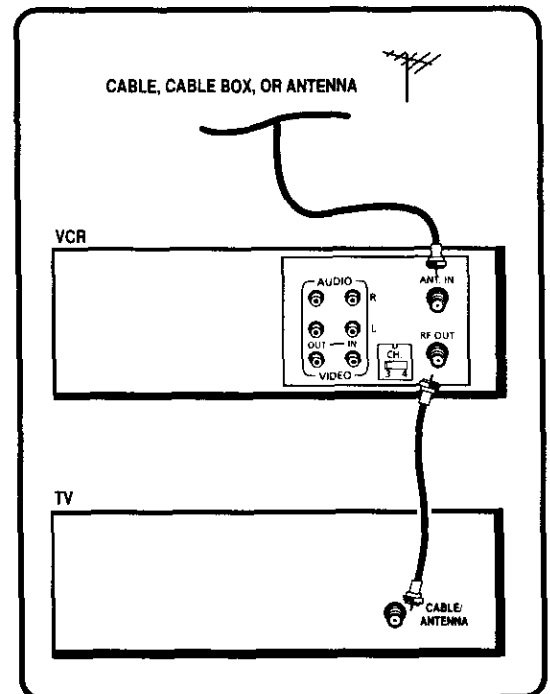 CABLE, CABLE BOX, OR ANTENNA
VCR
AUDIO
ANT. IN
R
L
OUT IN
VIDEO
CH.
3 4
RF OUT
TV
CABLE/
ANTENNA